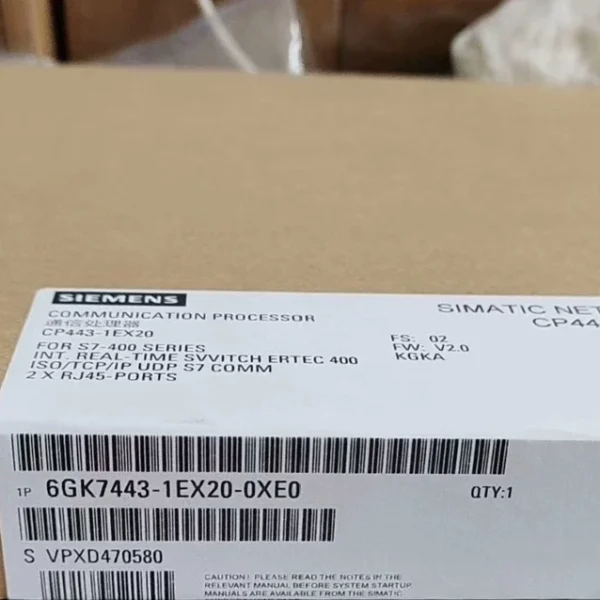 SIEMENS
COMMUNICATION PROCESSOR
通信处理器
CP443-1EX20
FOR S7-400 SERIES
INT. REAL-TIME SVVITCH ERTEC 400
ISO/TCP/IP UDP S7 COMM
2 X RJ45-PORTS
SIMATIC NET
CP44
FS: 02
FW: V2.0
KGKA
1P 6GK7443-1EX20-0XE0
QTY:1
S VPXD470580
CAUTION! PLEASE READ THE NOTES IN THE
RELEVANT MANUAL BEFORE SYSTEM STARTUP.
MANUALS ARE AVAILABLE FROM THE SIMATIC